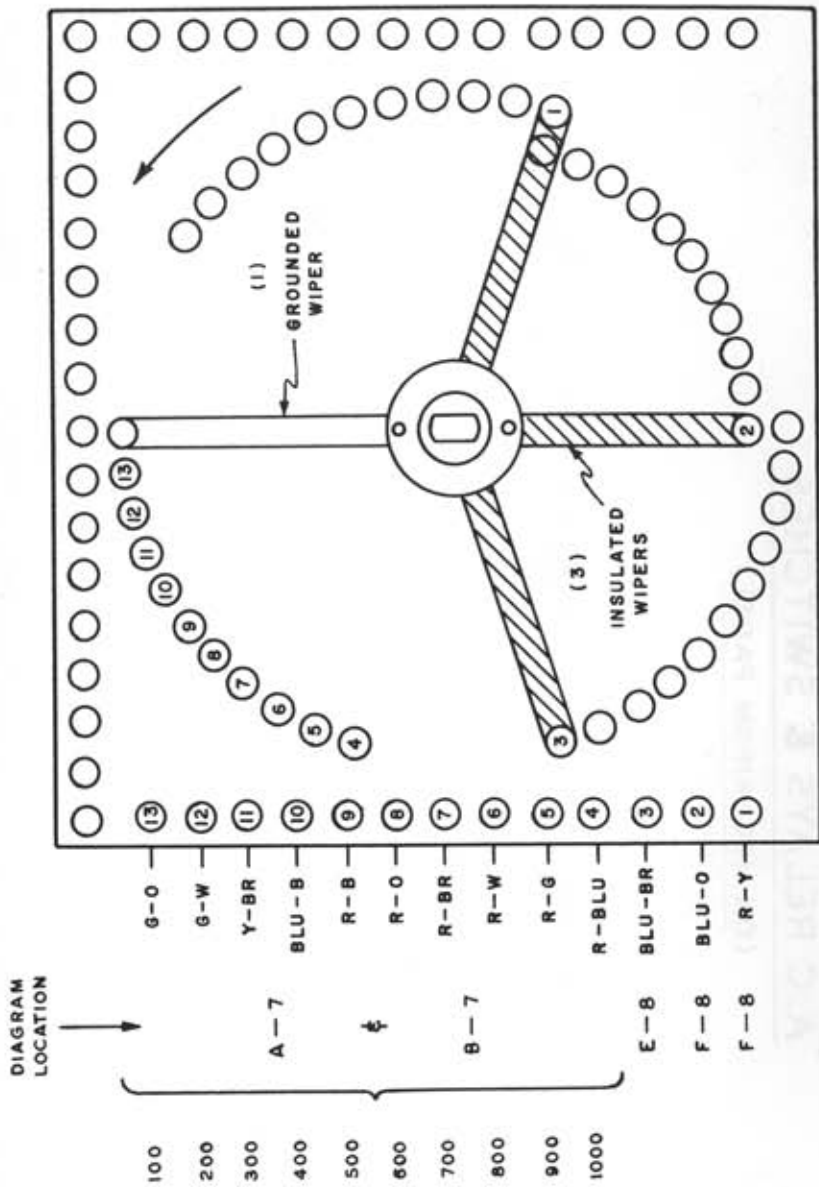 DIAGRAM
LOCATION
100
200
300
400
500
600
700
800
900
1000
A—7
&
B—7
E—8
F—8
F—8
G—O
G-W
Y-BR
BLU-B
R—B
R—O
R—BR
R—W
R—G
R—BLU
BLU-BR
BLU-O
R—Y
13
12
11
10
9
8
7
6
5
4
3
2
1
13
12
11
10
9
8
7
6
5
4
3
2
1
(1)
GROUNDED
WIPER
(3)
INSULATED
WIPERS